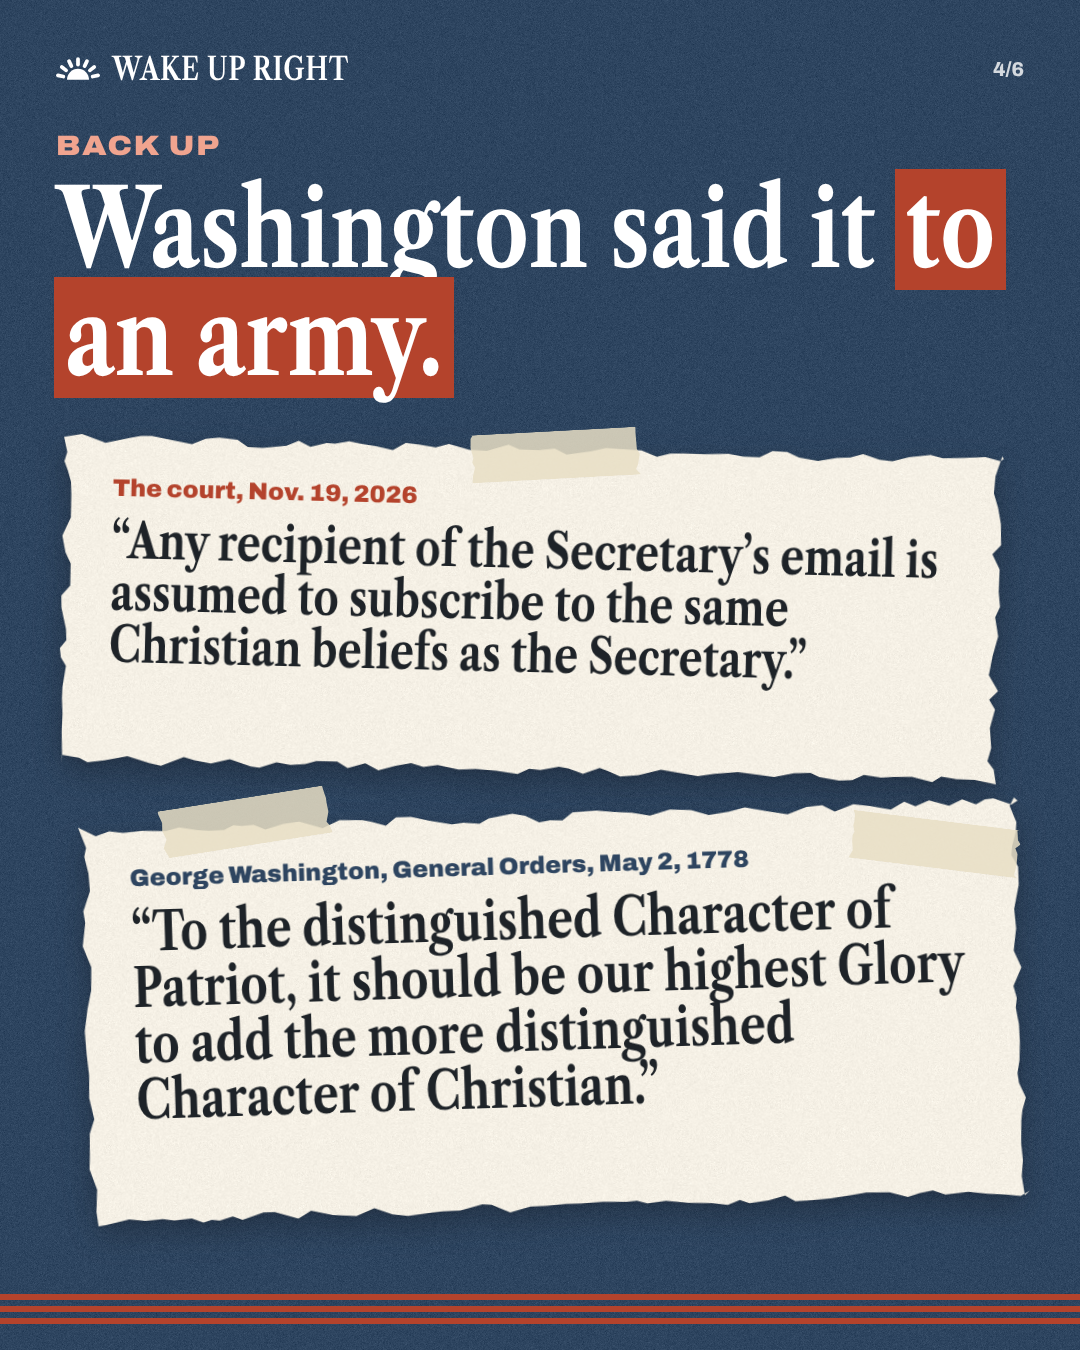 WAKE UP RIGHT
4/6
BACK UP
Washington said it to
an army.
The court, Nov. 19, 2026
“Any recipient of the Secretary’s email is
assumed to subscribe to the same
Christian beliefs as the Secretary.”
George Washington, General Orders, May 2, 1778
“To the distinguished Character of
Patriot, it should be our highest Glory
to add the more distinguished
Character of Christian.”